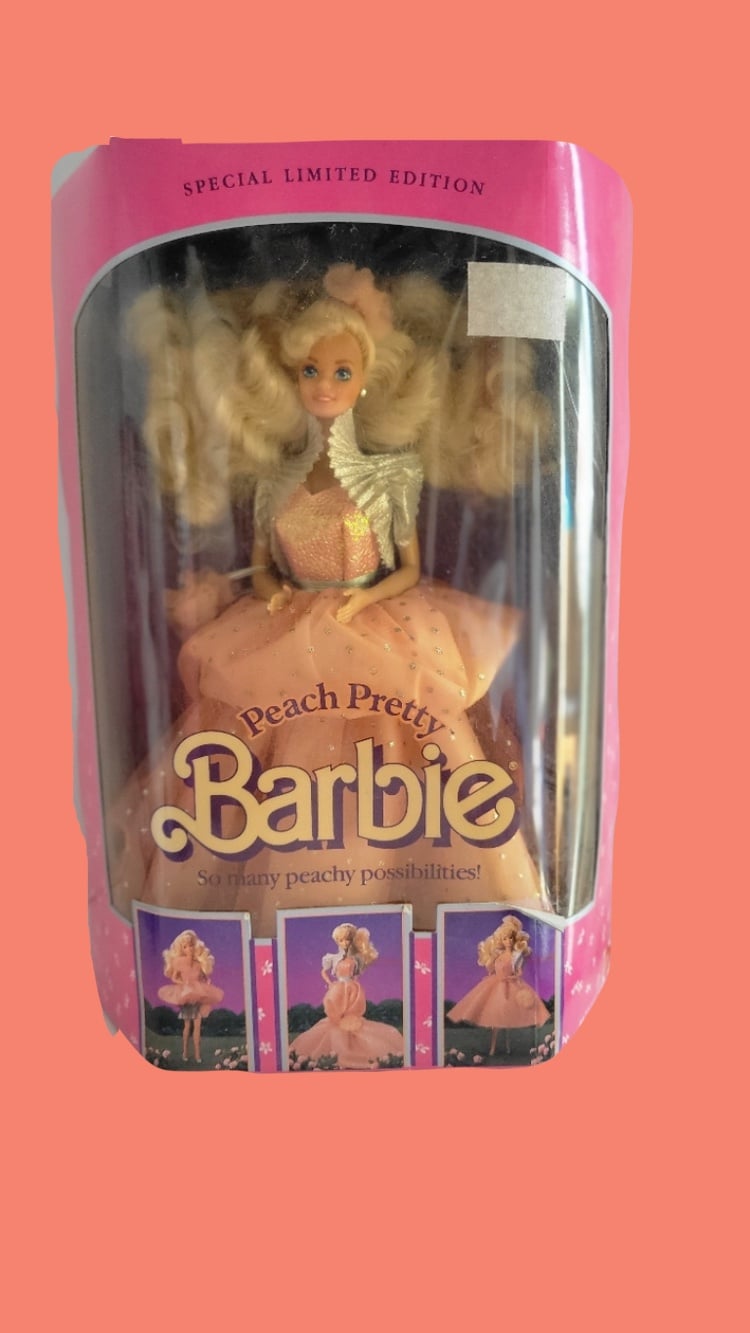 SPECIAL LIMITED EDITION
Peach Pretty
Barbie®
So many peachy possibilities!